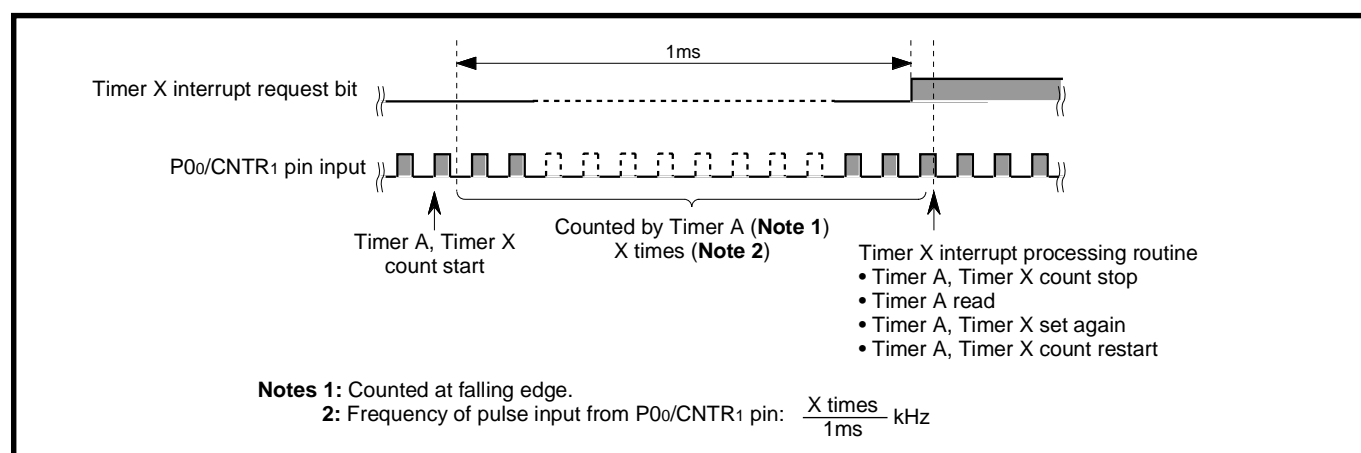 1ms
Timer X interrupt request bit
P00/CNTR1 pin input
Timer A, Timer X
count start
Counted by Timer A (Note 1)
X times (Note 2)
Timer X interrupt processing routine
• Timer A, Timer X count stop
• Timer A read
• Timer A, Timer X set again
• Timer A, Timer X count restart
Notes 1: Counted at falling edge.
2: Frequency of pulse input from P00/CNTR1 pin: X times / 1ms kHz